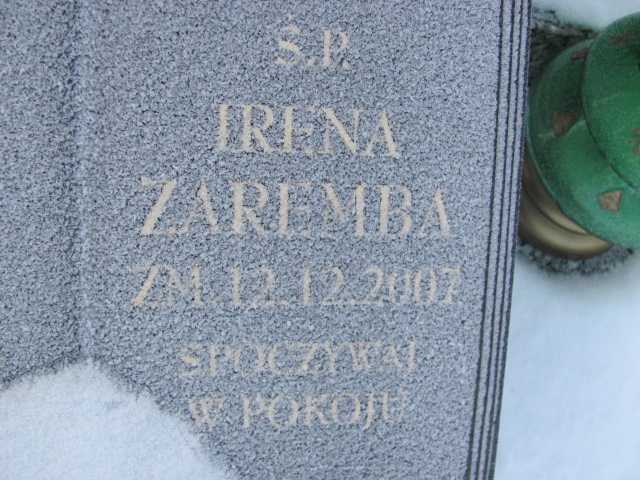 Ś.P.
IRENA
ZAREMBA
ZM.12.12.2007
SPOCZYWAJ
W POKOJU